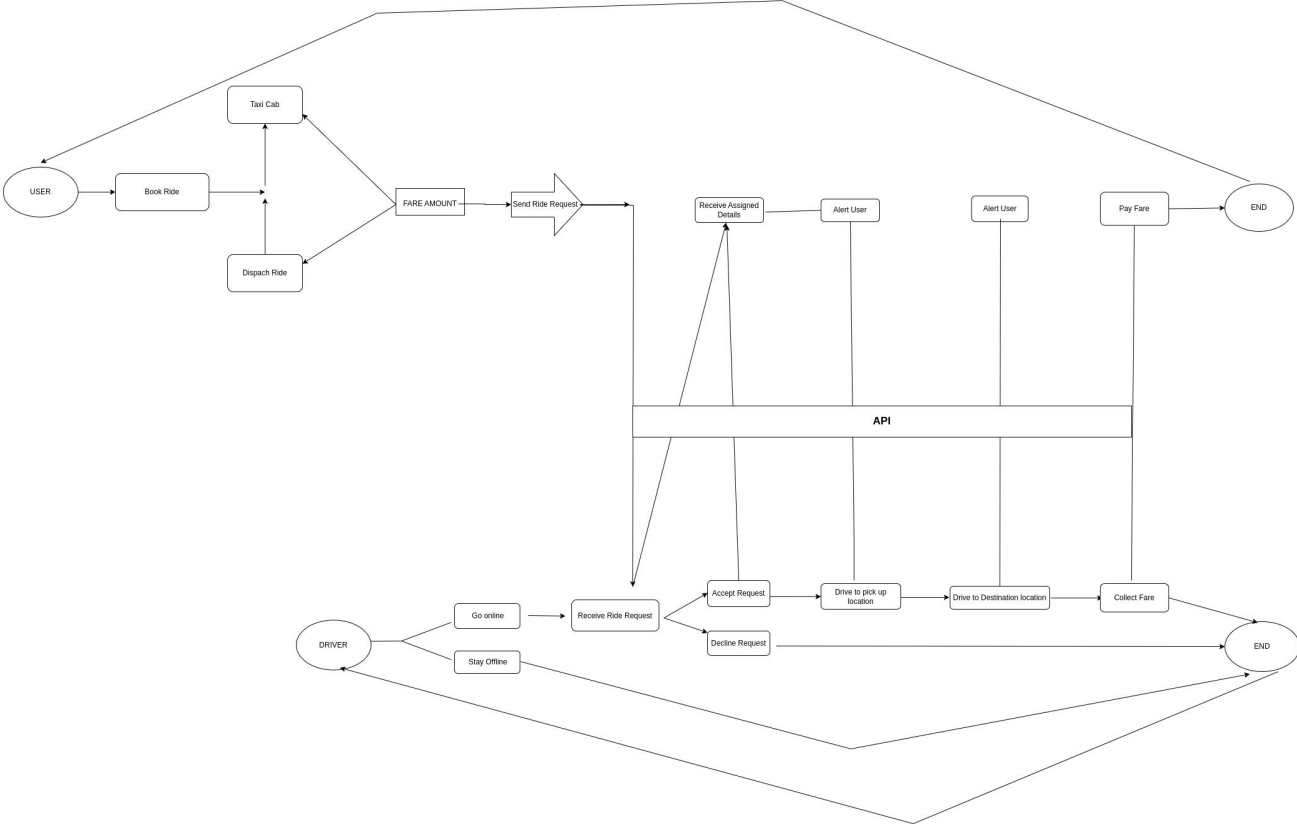 Taxi Cab
USER
Book Ride
FARE AMOUNT
Send Ride Request
Receive Assigned
Details
Alert User
Alert User
Pay Fare
END
Dispach Ride
API
Go online
Receive Ride Request
Accept Request
Drive to pick up
location
Drive to Destination location
Collect Fare
DRIVER
Decline Request
END
Stay Offline